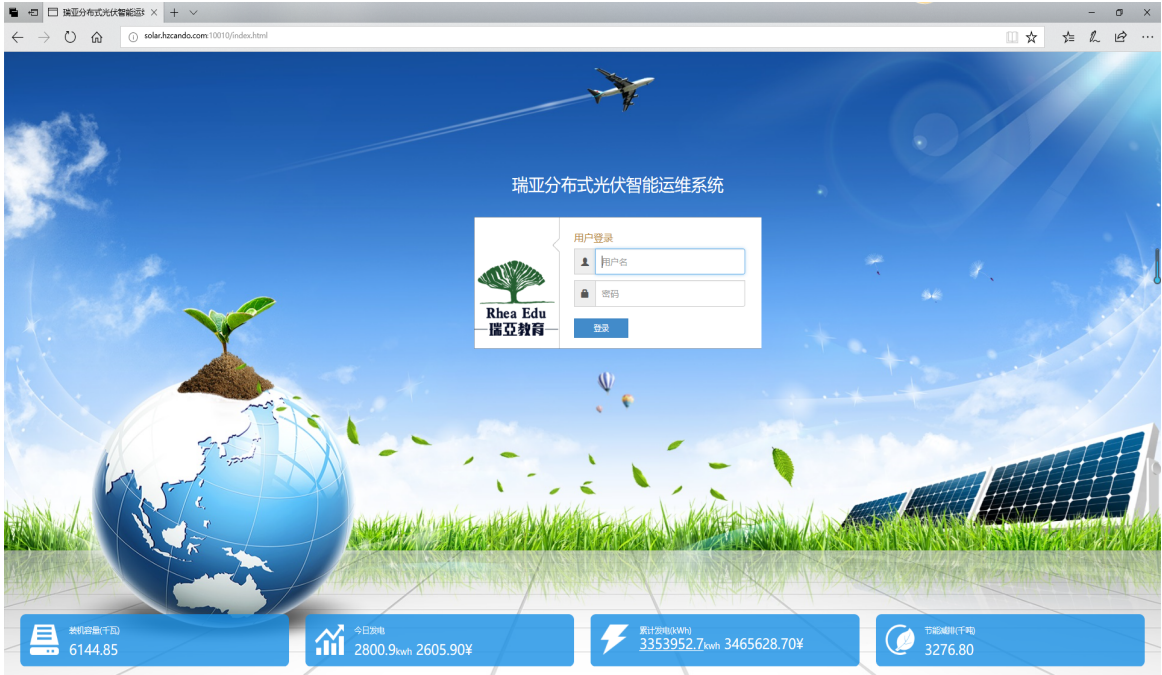 瑞亚分布式光伏智能运维
solar.hzcando.com:10010/index.html
瑞亚分布式光伏智能运维系统
用户登录
用户名
密码
登录
Rhea Edu
瑞亞教育
装机容量(千瓦)
6144.85
今日发电
2800.9kwh 2605.90¥
累计发电(kWh)
3353952.7kwh 3465628.70¥
节能减排(千吨)
3276.80